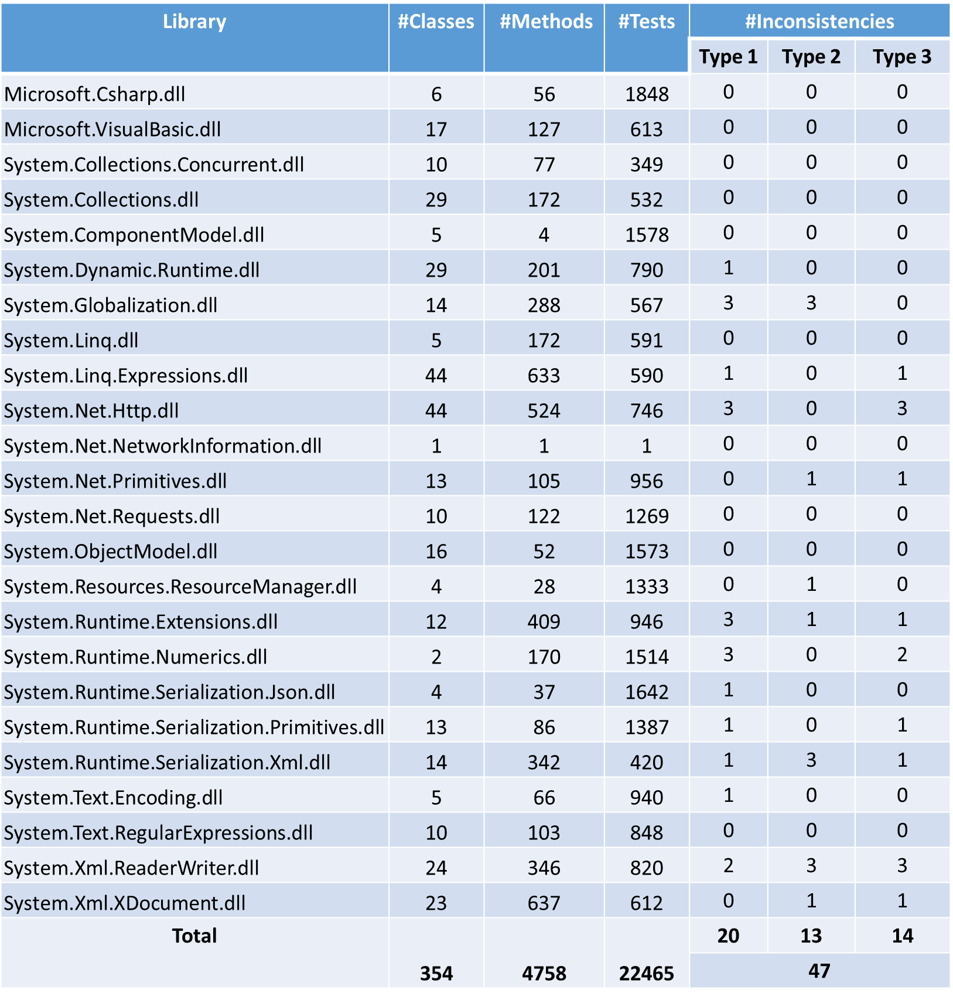 Library #Classes #Methods #Tests #Inconsistencies
Type 1 Type 2 Type 3
Microsoft.Csharp.dll 6 56 1848 0 0 0
Microsoft.VisualBasic.dll 17 127 613 0 0 0
System.Collections.Concurrent.dll 10 77 349 0 0 0
System.Collections.dll 29 172 532 0 0 0
System.ComponentModel.dll 5 4 1578 0 0 0
System.Dynamic.Runtime.dll 29 201 790 1 0 0
System.Globalization.dll 14 288 567 3 3 0
System.Linq.dll 5 172 591 0 0 0
System.Linq.Expressions.dll 44 633 590 1 0 1
System.Net.Http.dll 44 524 746 3 0 3
System.Net.NetworkInformation.dll 1 1 1 0 0 0
System.Net.Primitives.dll 13 105 956 0 1 1
System.Net.Requests.dll 10 122 1269 0 0 0
System.ObjectModel.dll 16 52 1573 0 0 0
System.Resources.ResourceManager.dll 4 28 1333 0 1 0
System.Runtime.Extensions.dll 12 409 946 3 1 1
System.Runtime.Numerics.dll 2 170 1514 3 0 2
System.Runtime.Serialization.Json.dll 4 37 1642 1 0 0
System.Runtime.Serialization.Primitives.dll 13 86 1387 1 0 1
System.Runtime.Serialization.Xml.dll 14 342 420 1 3 1
System.Text.Encoding.dll 5 66 940 1 0 0
System.Text.RegularExpressions.dll 10 103 848 0 0 0
System.Xml.ReaderWriter.dll 24 346 820 2 3 3
System.Xml.XDocument.dll 23 637 612 0 1 1
Total 20 13 14
354 4758 22465 47